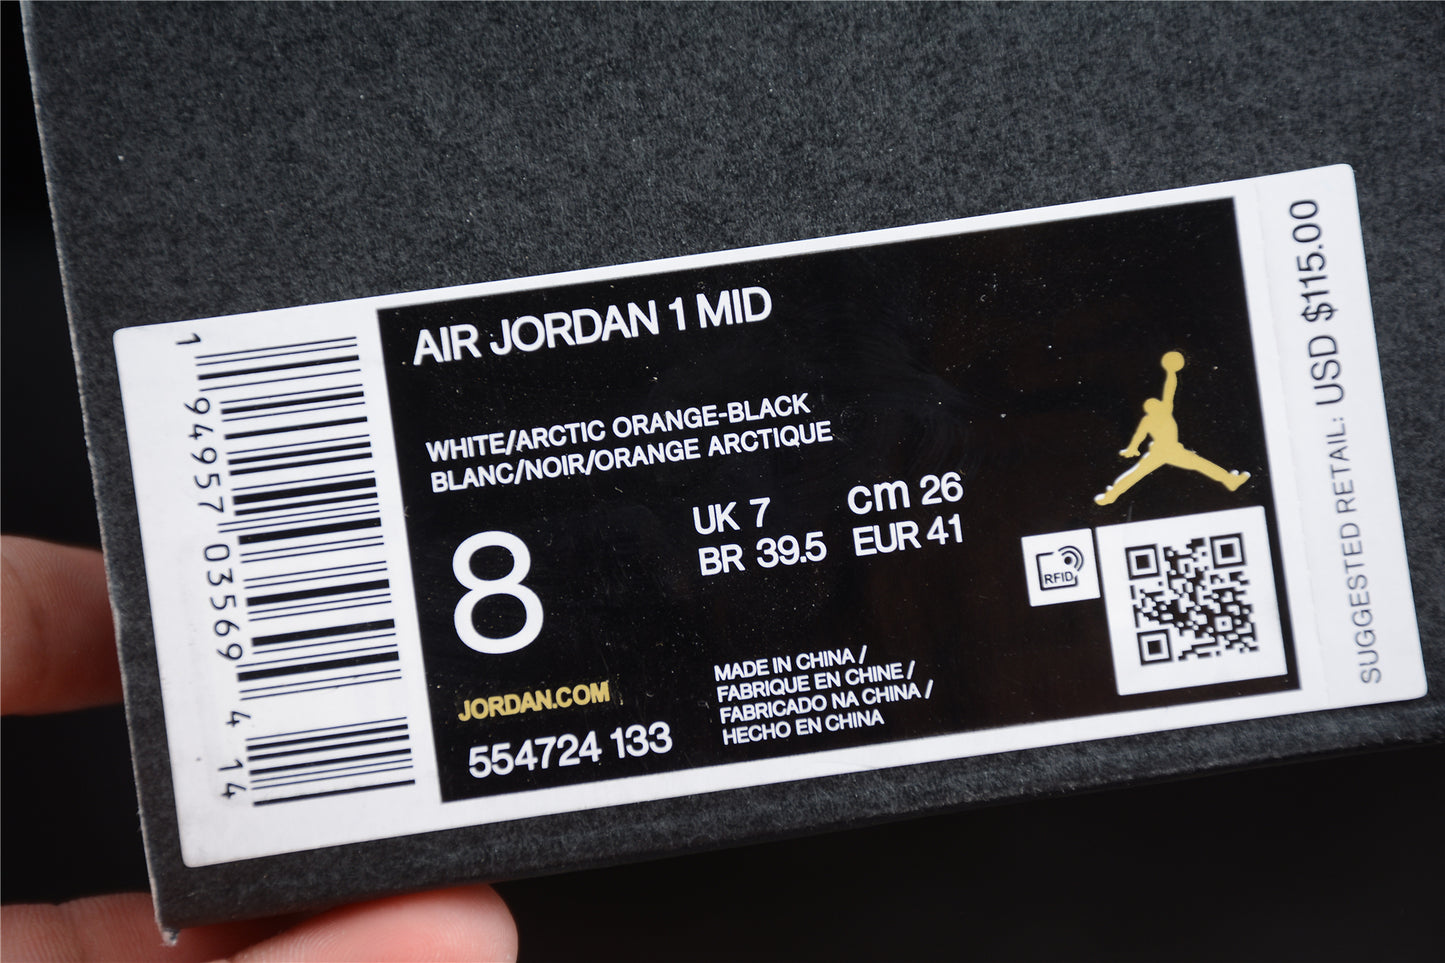 AIR JORDAN 1 MID
WHITE/ARCTIC ORANGE-BLACK
BLANC/NOIR/ORANGE ARCTIQUE
8
UK 7 cm 26
BR 39.5 EUR 41
JORDAN.COM
554724 133
MADE IN CHINA /
FABRIQUE EN CHINE /
FABRICADO NA CHINA /
HECHO EN CHINA
RFID
SUGGESTED RETAIL: USD $115.00
1 94957 03569 4 14